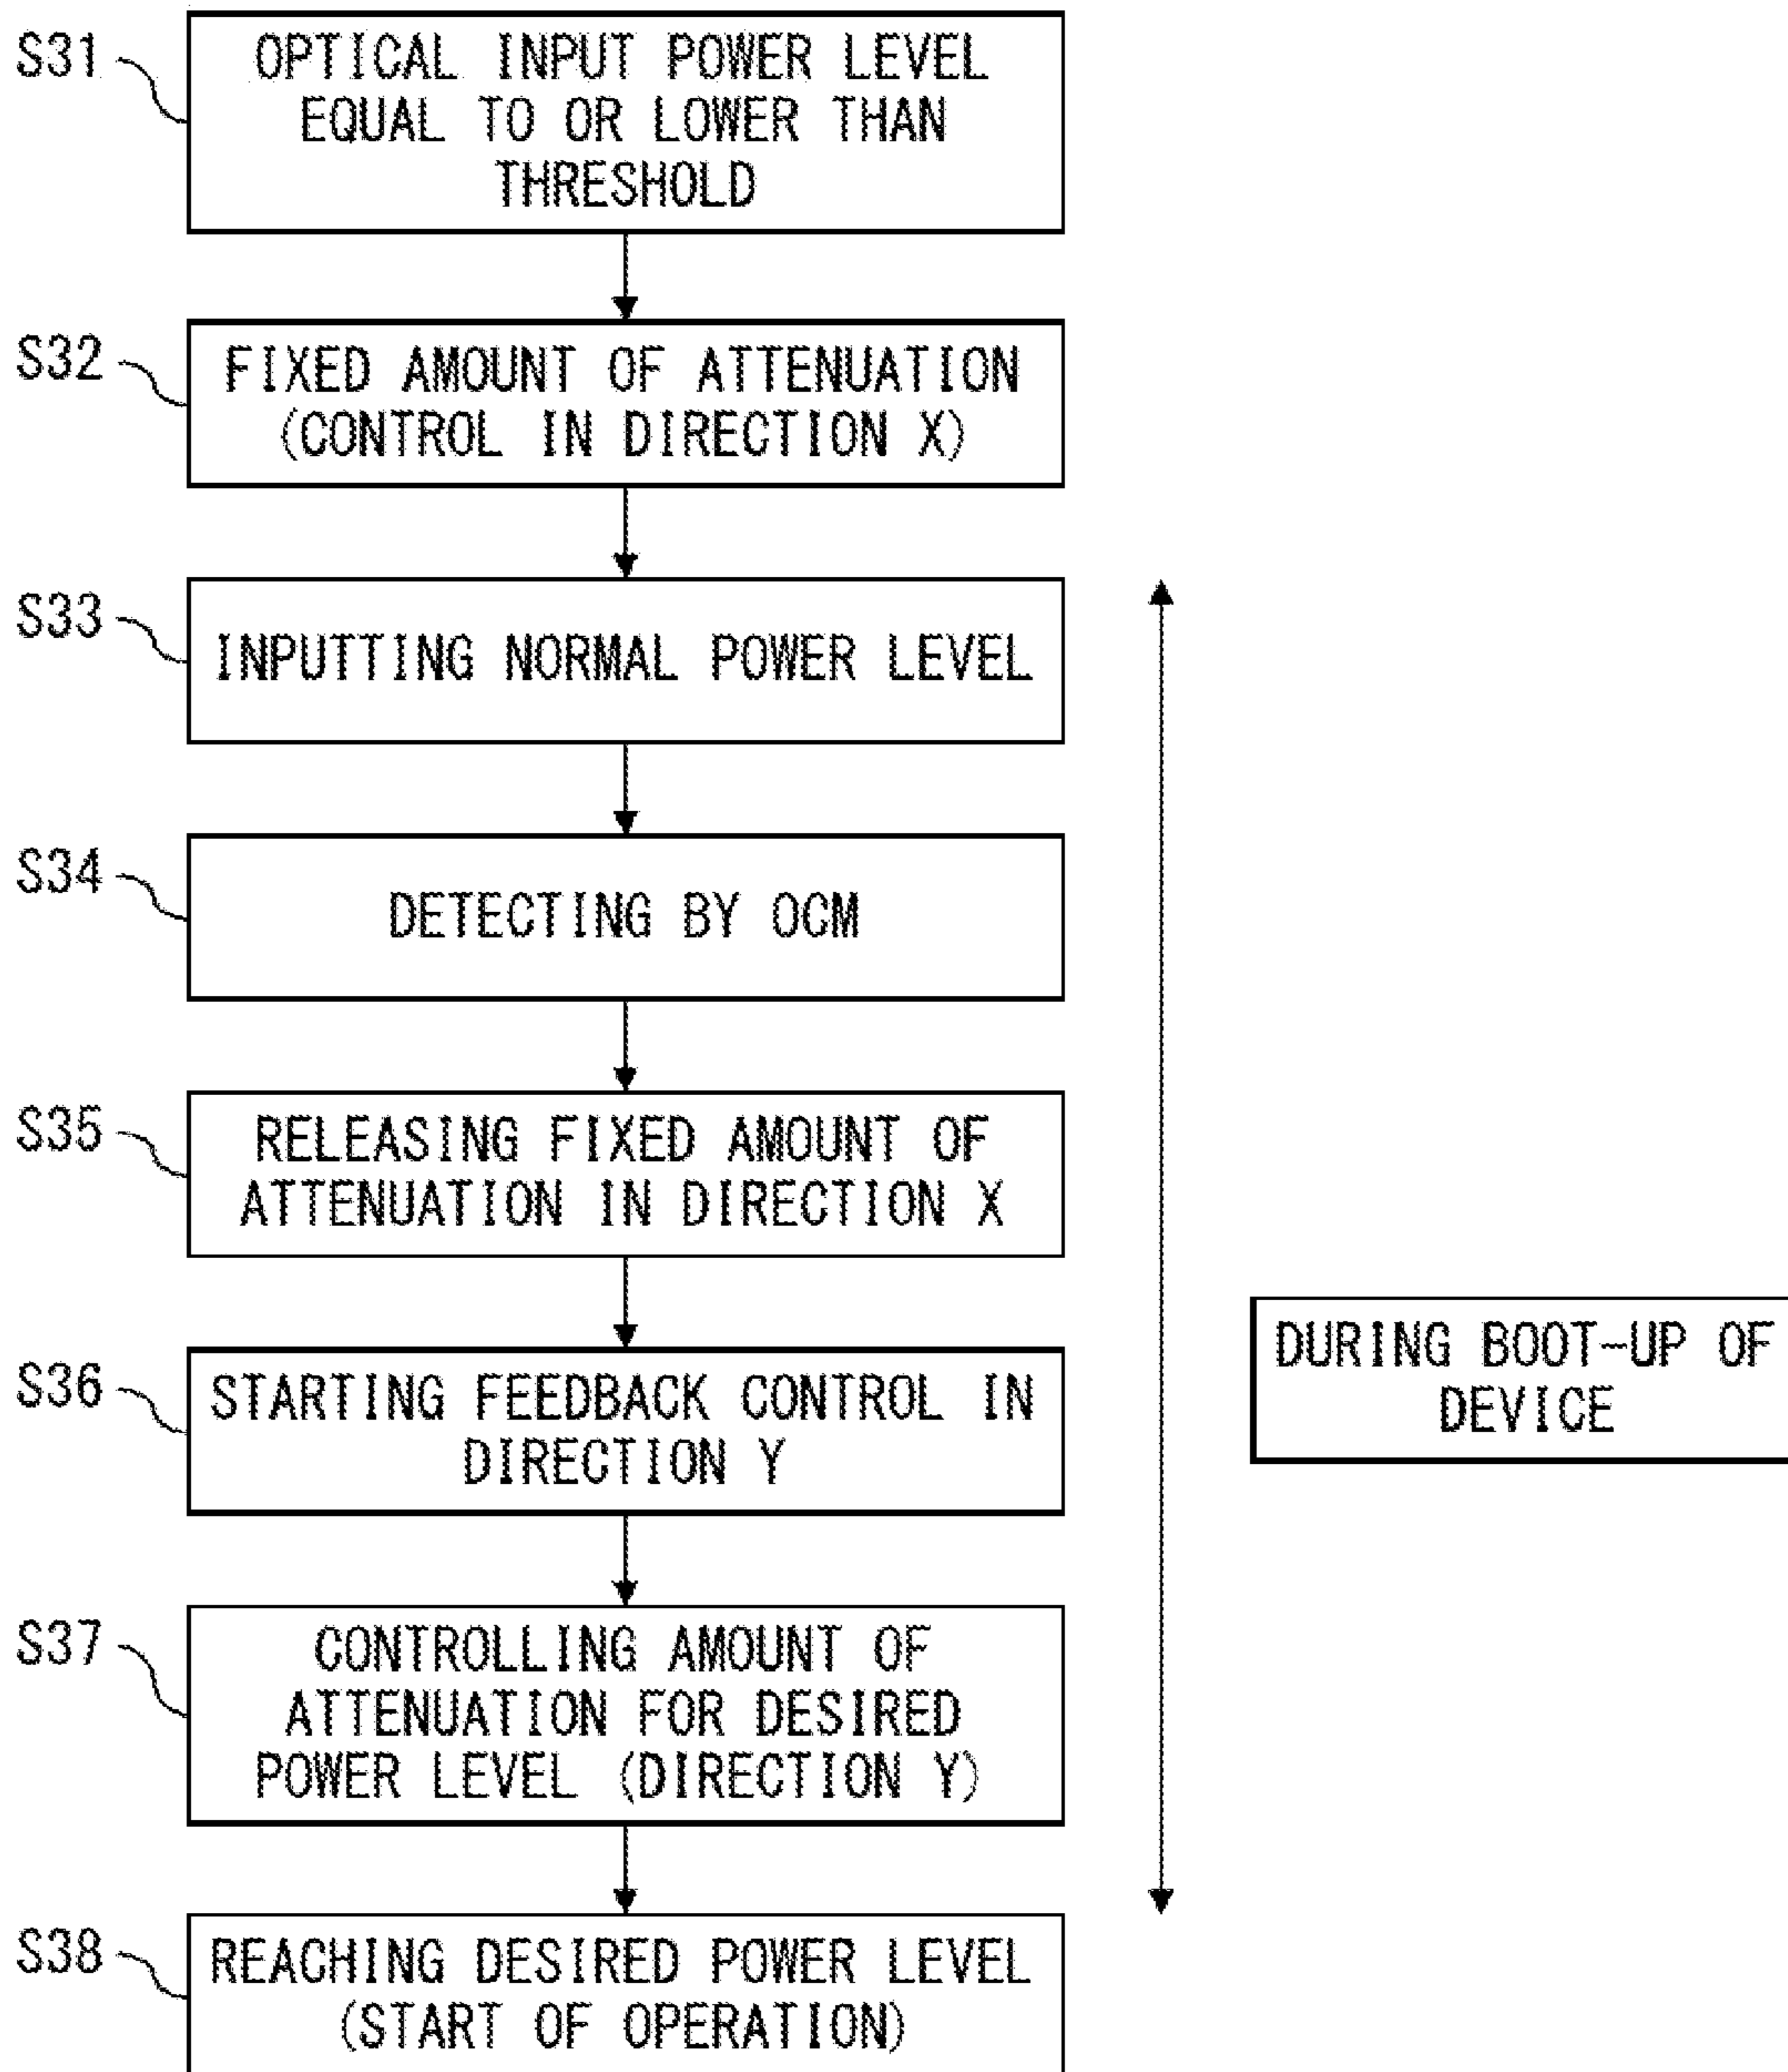 S31
OPTICAL INPUT POWER LEVEL
EQUAL TO OR LOWER THAN
THRESHOLD
S32
FIXED AMOUNT OF ATTENUATION
(CONTROL IN DIRECTION X)
S33
INPUTTING NORMAL POWER LEVEL
S34
DETECTING BY OCM
S35
RELEASING FIXED AMOUNT OF
ATTENUATION IN DIRECTION X
S36
STARTING FEEDBACK CONTROL IN
DIRECTION Y
DURING BOOT-UP OF
DEVICE
S37
CONTROLLING AMOUNT OF
ATTENUATION FOR DESIRED
POWER LEVEL (DIRECTION Y)
S38
REACHING DESIRED POWER LEVEL
(START OF OPERATION)